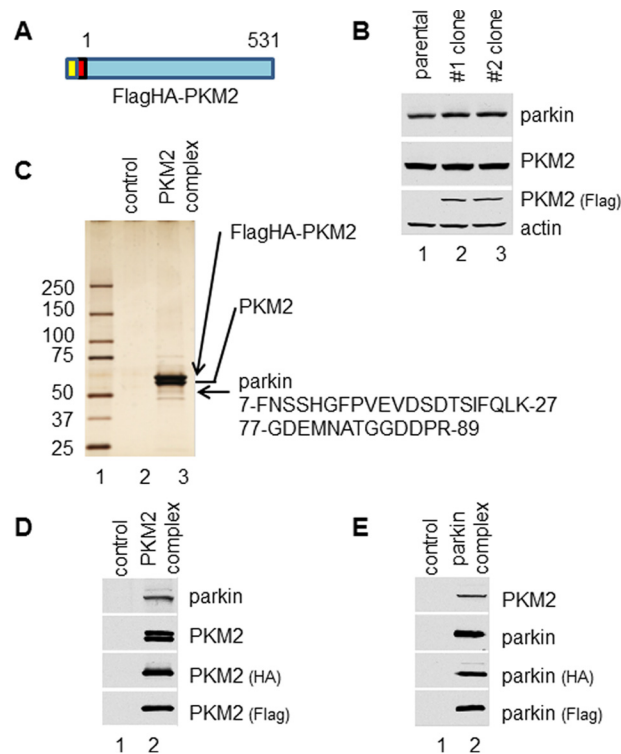 A
1 531
FlagHA-PKM2
B
parental
#1 clone
#2 clone
parkin
PKM2
PKM2 (Flag)
actin
1 2 3
C
control
PKM2
complex
250
150
100
75
50
37
25
FlagHA-PKM2
PKM2
parkin
7-FNSSHGFPVEVDSDTSIFQLK-27
77-GDEMNATGGDDPR-89
1 2 3
D
control
PKM2
complex
parkin
PKM2
PKM2 (HA)
PKM2 (Flag)
1 2
E
control
parkin
complex
PKM2
parkin
parkin (HA)
parkin (Flag)
1 2